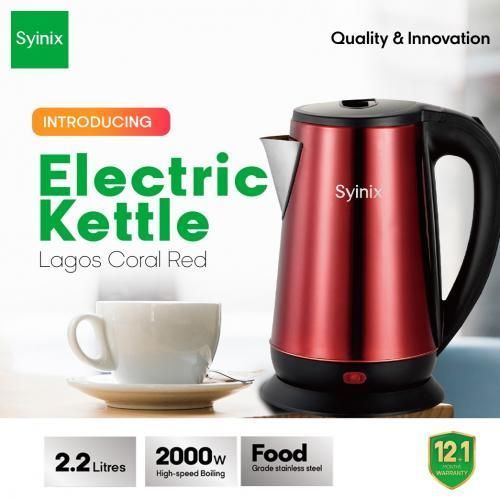 Syinix
Quality & Innovation
INTRODUCING
Electric
Kettle
Lagos Coral Red
Syinix
2.2 Litres
2000W
High-speed Boiling
Food
Grade stainless steel
12+1
MONTHS
WARRANTY